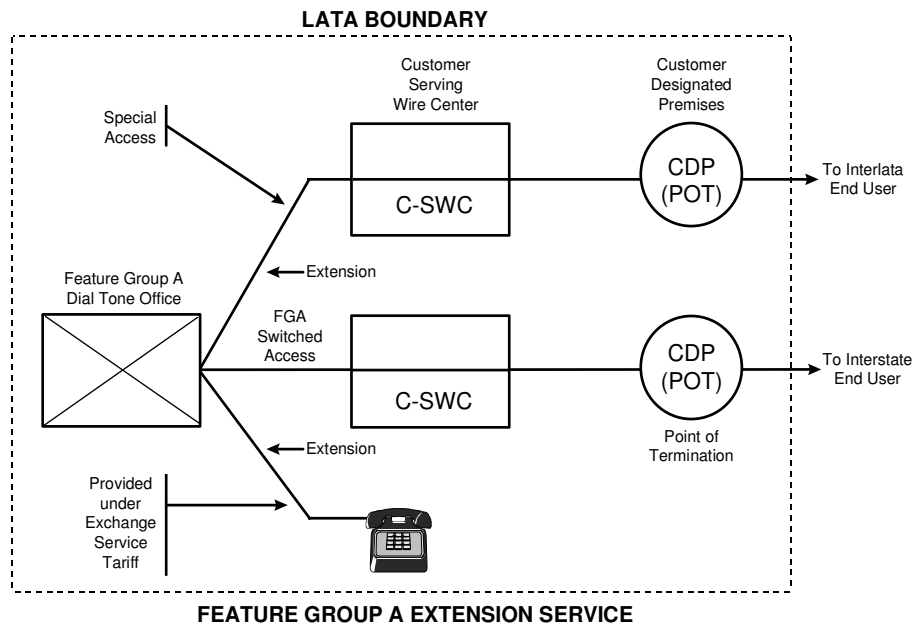 LATA BOUNDARY
Customer
Serving
Wire Center
Customer
Designated
Premises
Special
Access
C-SWC
CDP
(POT)
To Interlata
End User
Extension
Feature Group A
Dial Tone Office
FGA
Switched
Access
C-SWC
CDP
(POT)
To Interstate
End User
Point of
Termination
Extension
Provided
under
Exchange
Service
Tariff
FEATURE GROUP A EXTENSION SERVICE